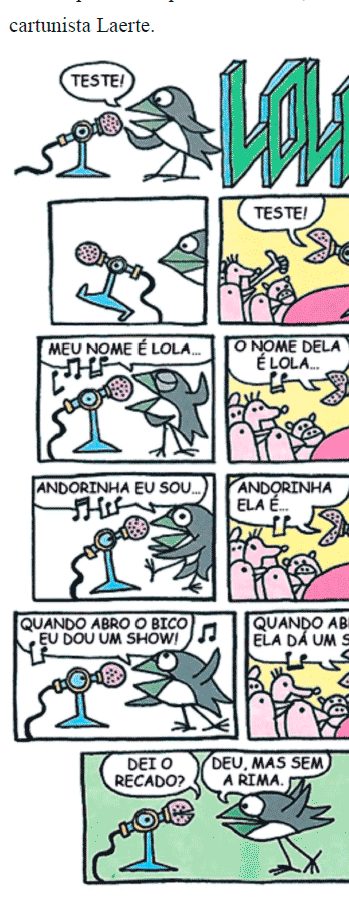 cartunista Laerte.
TESTE!
LOL
TESTE!
MEU NOME É LOLA...
O NOME DELA
É LOLA...
ANDORINHA EU SOU...
ANDORINHA
ELA É...
QUANDO ABRO O BICO
EU DOU UM SHOW!
QUANDO
ELA DÁ UM
DEI O
RECADO?
DEU, MAS SEM
A RIMA.